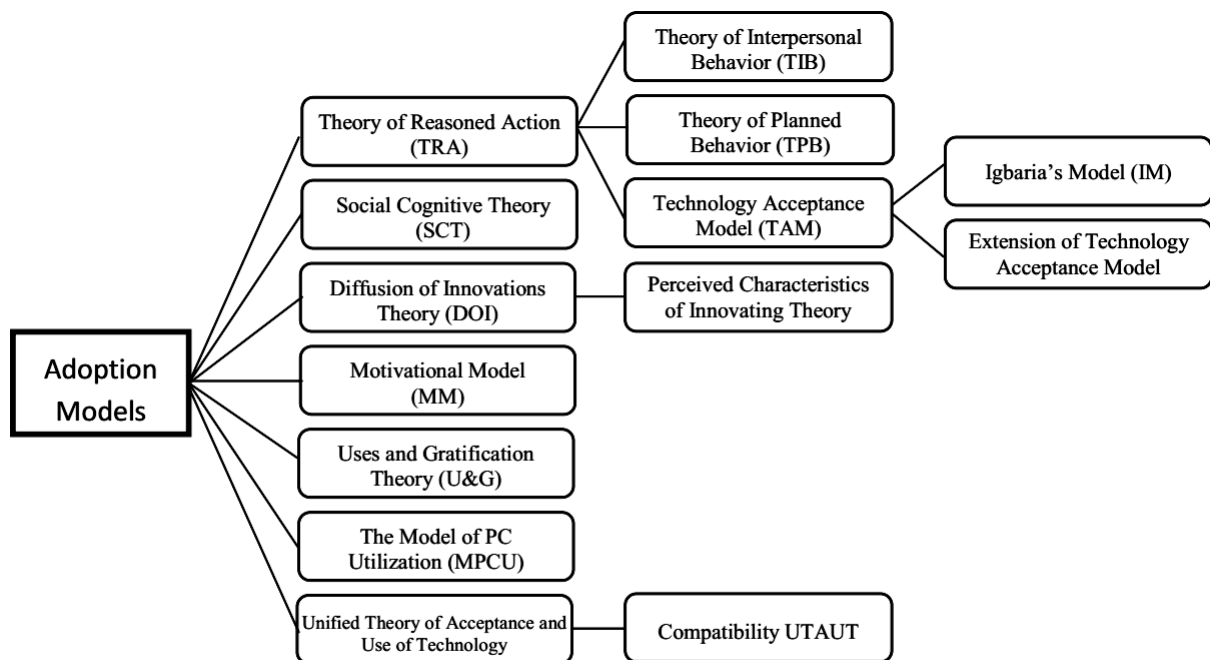 Adoption
Models
Theory of Reasoned Action
(TRA)
Social Cognitive Theory
(SCT)
Diffusion of Innovations
Theory (DOI)
Motivational Model
(MM)
Uses and Gratification
Theory (U&G)
The Model of PC
Utilization (MPCU)
Unified Theory of Acceptance and
Use of Technology
Theory of Interpersonal
Behavior (TIB)
Theory of Planned
Behavior (TPB)
Technology Acceptance
Model (TAM)
Perceived Characteristics
of Innovating Theory
Compatibility UTAUT
Igbaria’s Model (IM)
Extension of Technology
Acceptance Model